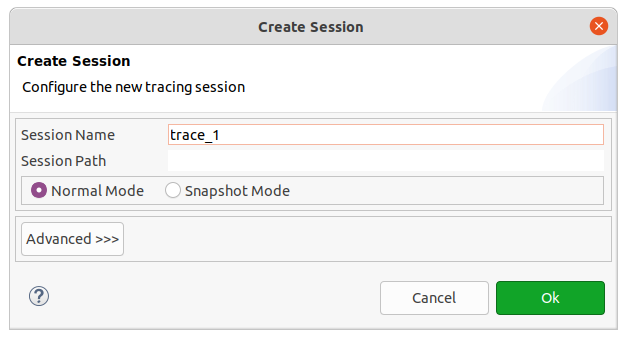 Create Session
Create Session
Configure the new tracing session
Session Name trace_1
Session Path
Normal Mode Snapshot Mode
Advanced >>>
? Cancel Ok